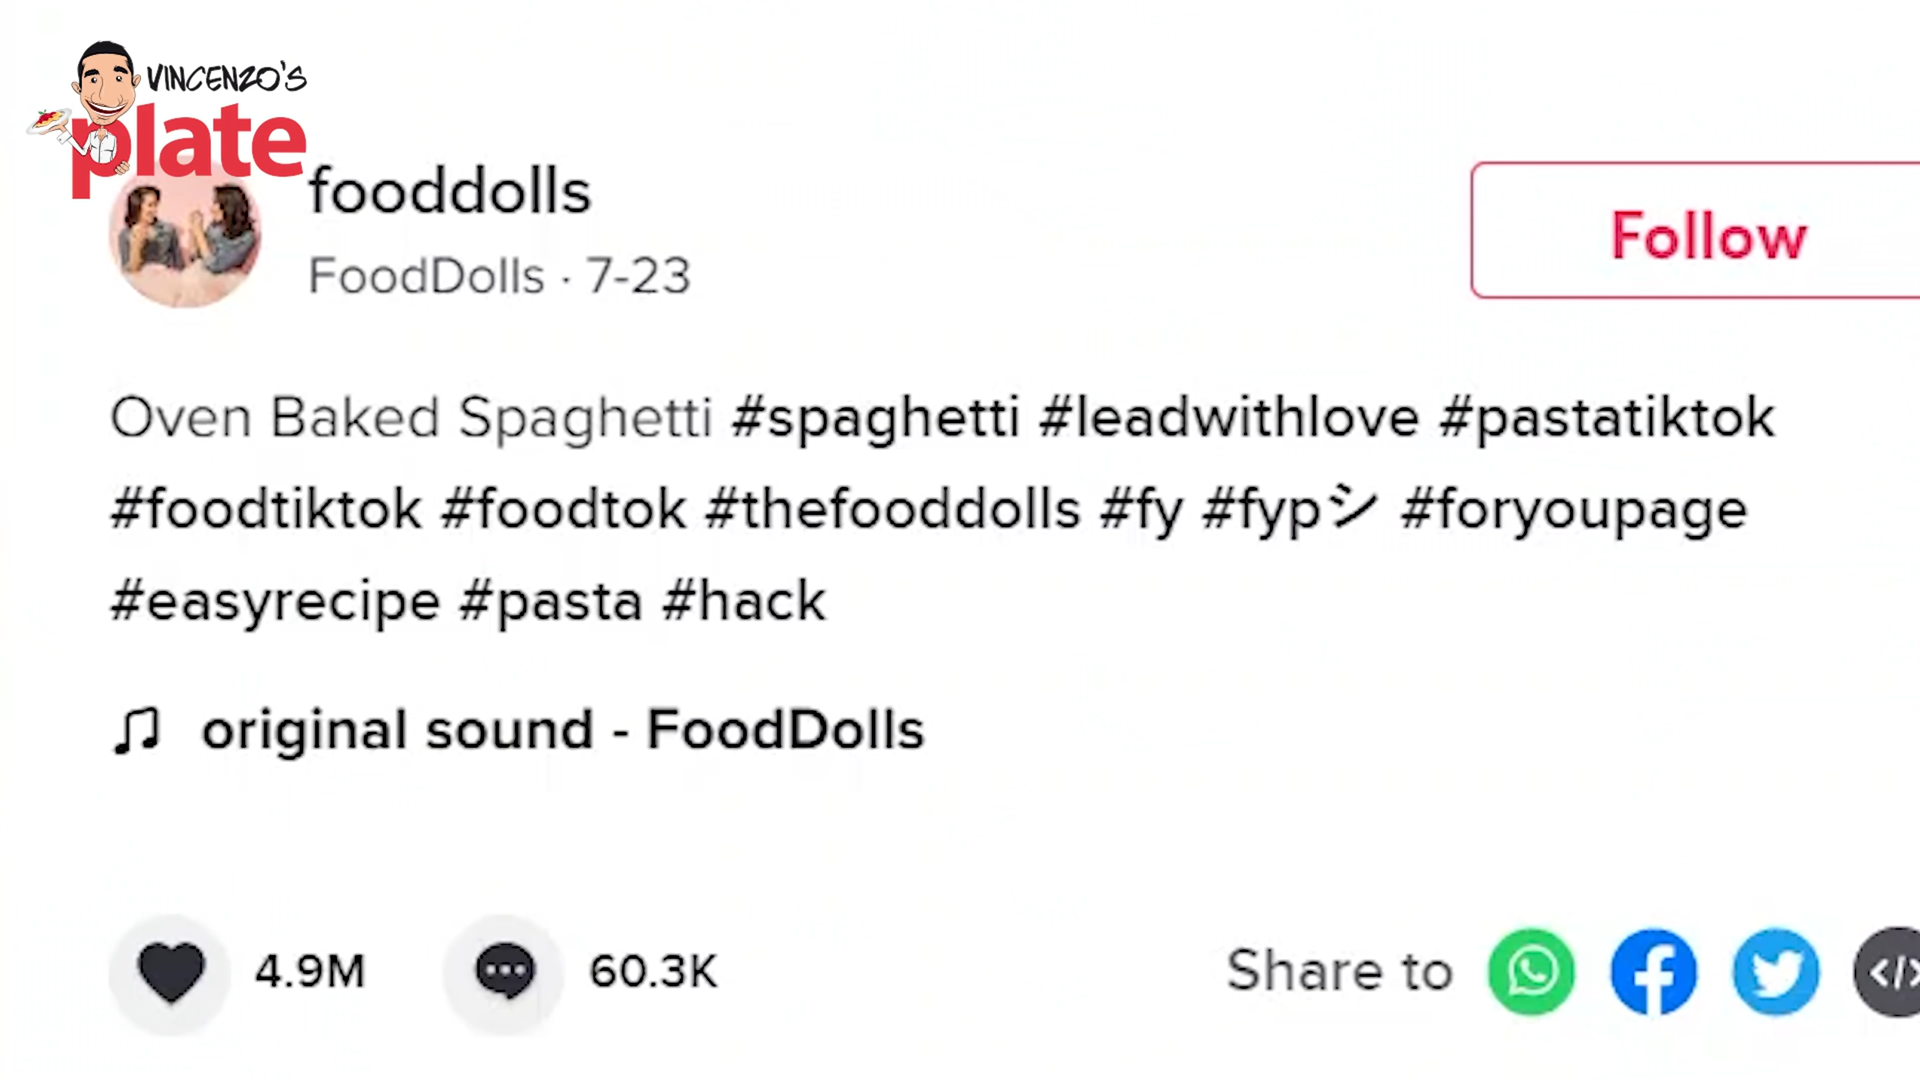 VINCENZO'S
plate
fooddolls
FoodDolls · 7-23
Follow
Oven Baked Spaghetti #spaghetti #leadwithlove #pastatiktok
#foodtiktok #foodtok #thefooddolls #fy #fypシ #foryoupage
#easyrecipe #pasta #hack
original sound - FoodDolls
4.9M
60.3K
Share to